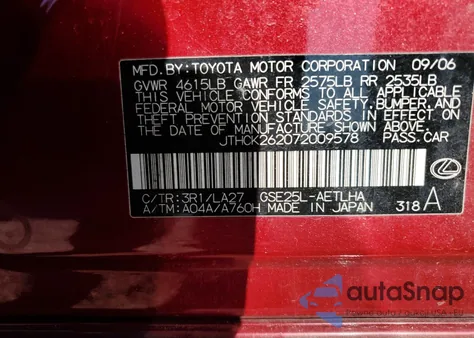 MFD.BY:TOYOTA MOTOR CORPORATION 09/06
GVWR 4615LB GAWR FR 2575LB RR 2535LB
THIS VEHICLE CONFORMS TO ALL APPLICABLE
FEDERAL MOTOR VEHICLE SAFETY,BUMPER,AND
THEFT PREVENTION STANDARDS IN EFFECT ON
THE DATE OF MANUFACTURE SHOWN ABOVE.
JTHCK262072009578 PASS.CAR
C/TR:3R1/LA27 GSE25L-AETLHA
A/TM:A04A/A760H MADE IN JAPAN 318 A
autoSnap